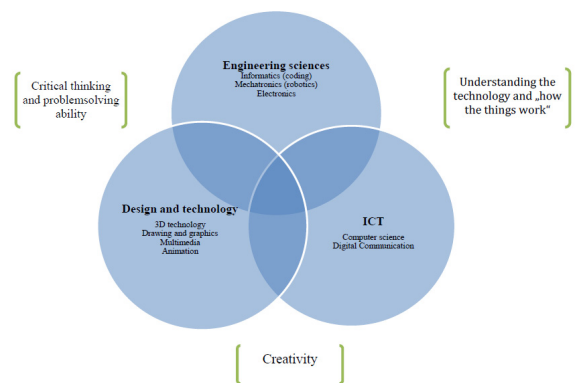 Engineering sciences
Informatics (coding)
Mechatronics (robotics)
Electronics
Critical thinking
and problemsolving
ability
Understanding the
technology and „how
the things work“
Design and technology
3D technology
Drawing and graphics
Multimedia
Animation
ICT
Computer science
Digital Communication
Creativity